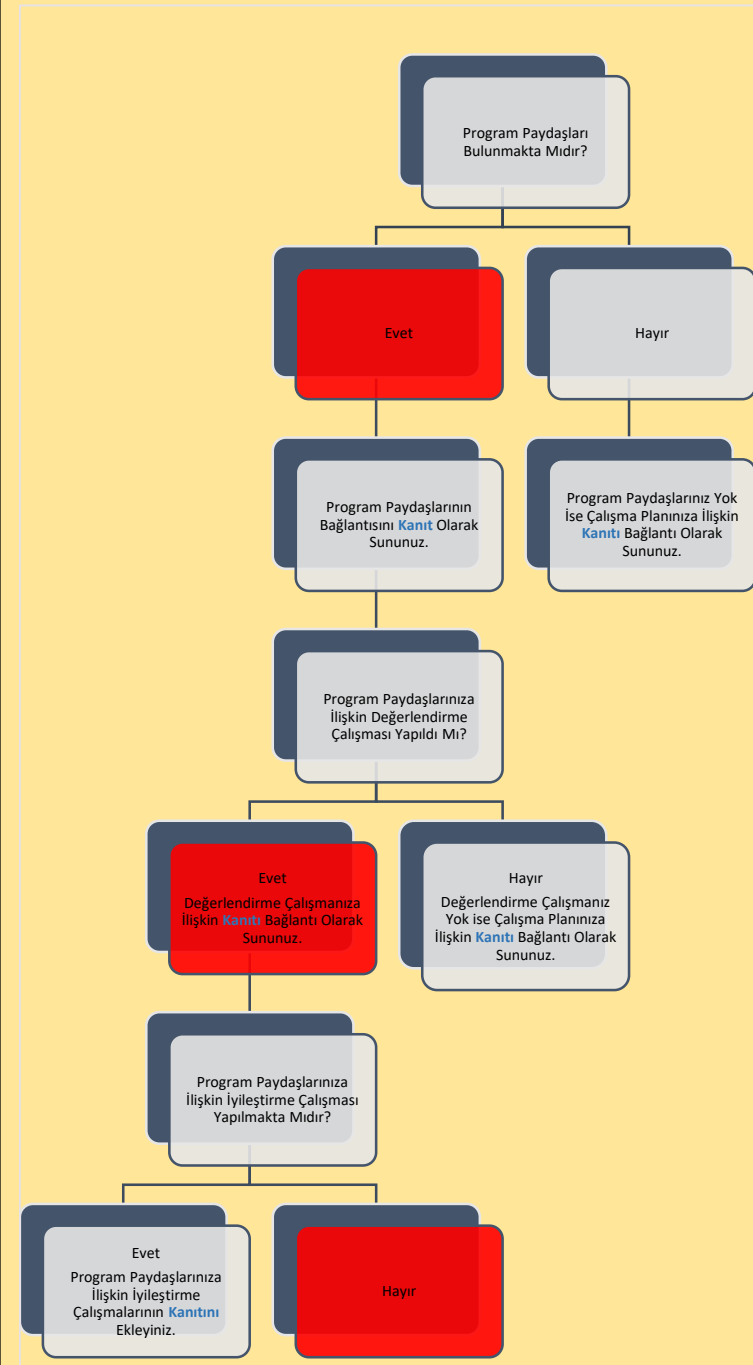 Program Paydaşları
Bulunmakta Mıdır?
Evet
Hayır
Program Paydaşlarının
Bağlantısını Kanıt Olarak
Sununuz.
Program Paydaşlarınız Yok
İse Çalışma Planınıza İlişkin
Kanıtı Bağlantı Olarak
Sununuz.
Program Paydaşlarınıza
İlişkin Değerlendirme
Çalışması Yapıldı Mı?
Evet
Değerlendirme Çalışmanıza
İlişkin Kanıtı Bağlantı Olarak
Sununuz.
Hayır
Değerlendirme Çalışmanız
Yok ise Çalışma Planınıza
İlişkin Kanıtı Bağlantı Olarak
Sununuz.
Program Paydaşlarınıza
İlişkin İyileştirme Çalışması
Yapılmakta Mıdır?
Evet
Program Paydaşlarınıza
İlişkin İyileştirme
Çalışmalarının Kanıtını
Ekleyiniz.
Hayır